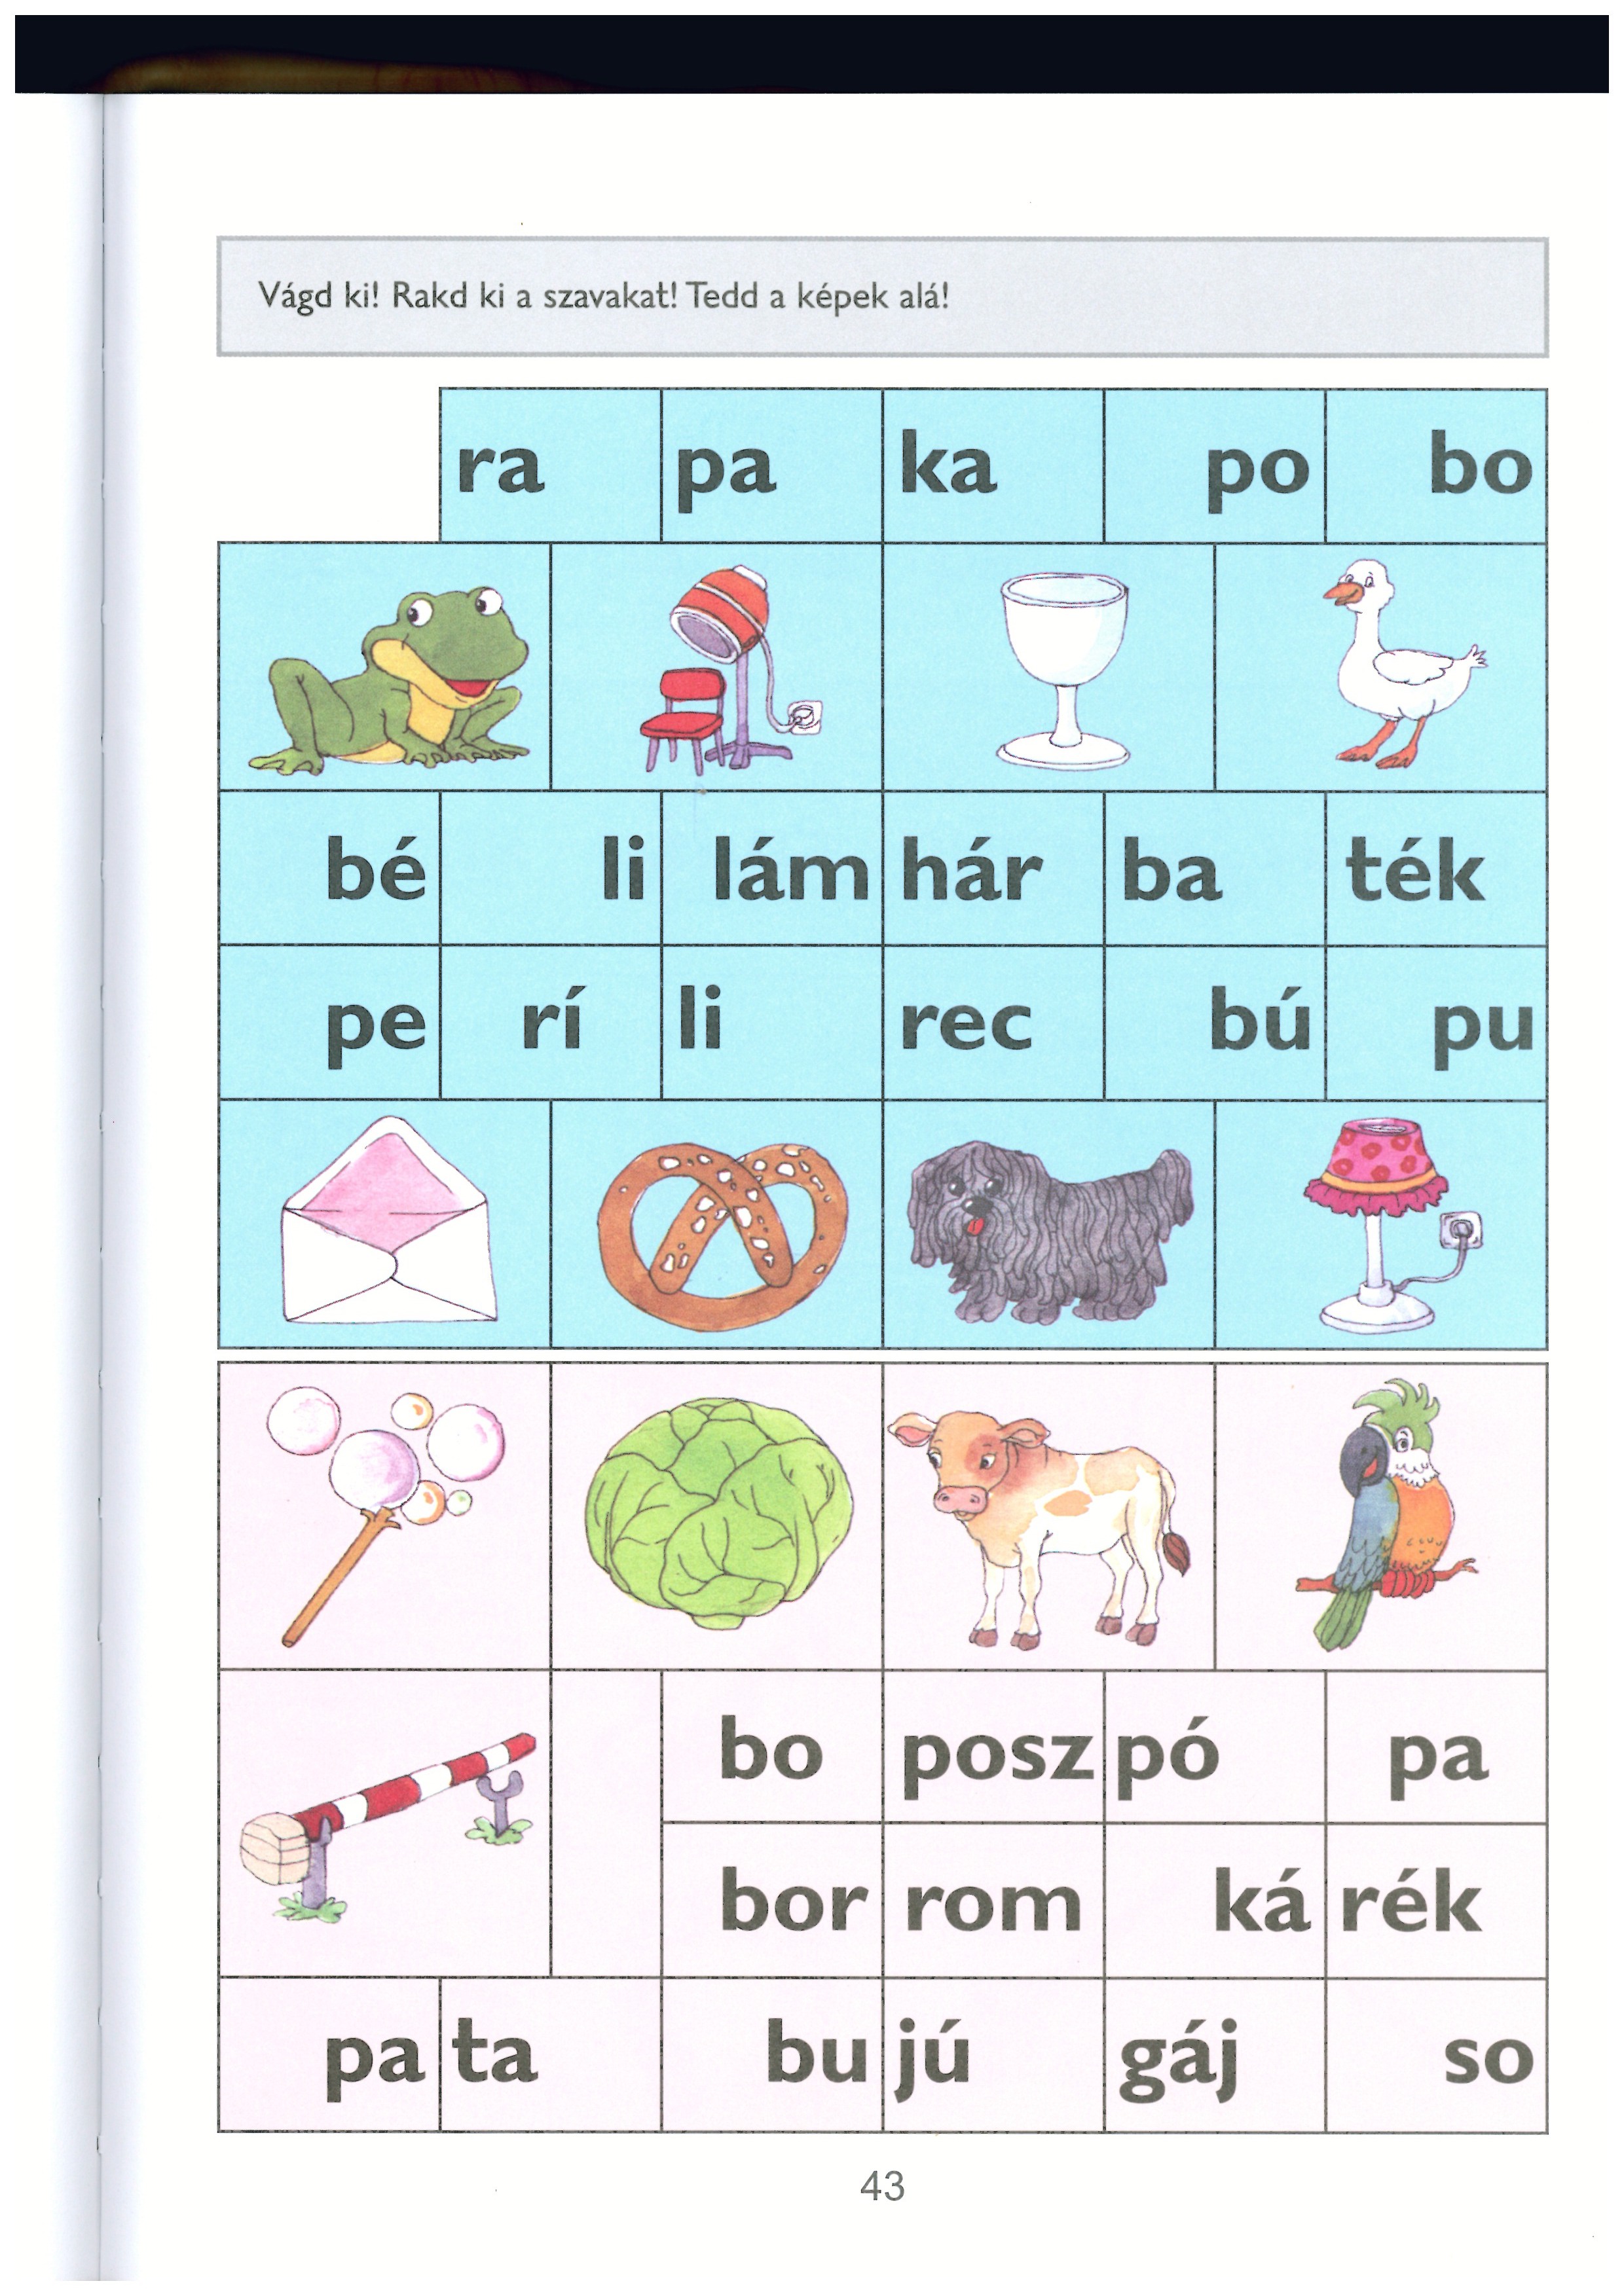 Vágd ki! Rakd ki a szavakat! Tedd a képek alá!
ra pa ka po bo
bé li lám hár ba ték
pe rí li rec bú pu
bo posz pó pa
bor rom ká rék
pa ta bu jú gáj so
43